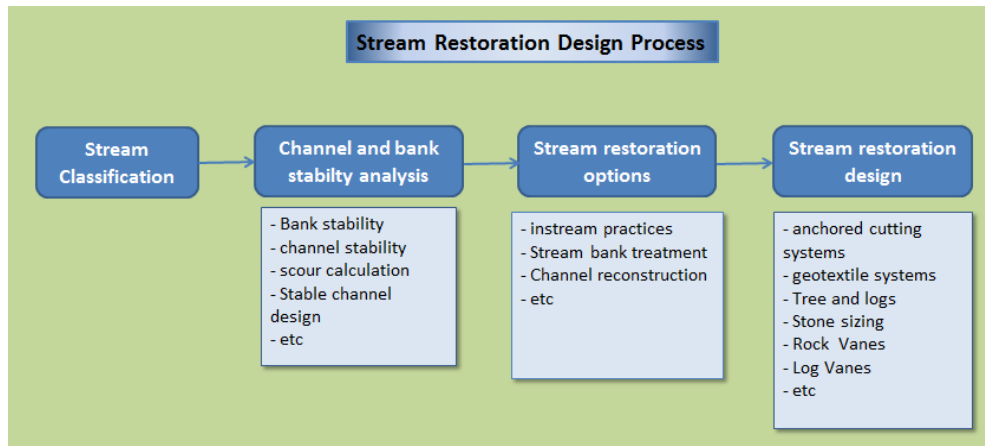 Stream Restoration Design Process
Stream
Classification
Channel and bank
stabilty analysis
Stream restoration
options
Stream restoration
design
- Bank stability
- channel stability
- scour calculation
- Stable channel
design
- etc
- instream practices
- Stream bank treatment
- Channel reconstruction
- etc
- anchored cutting
systems
- geotextile systems
- Tree and logs
- Stone sizing
- Rock Vanes
- Log Vanes
- etc